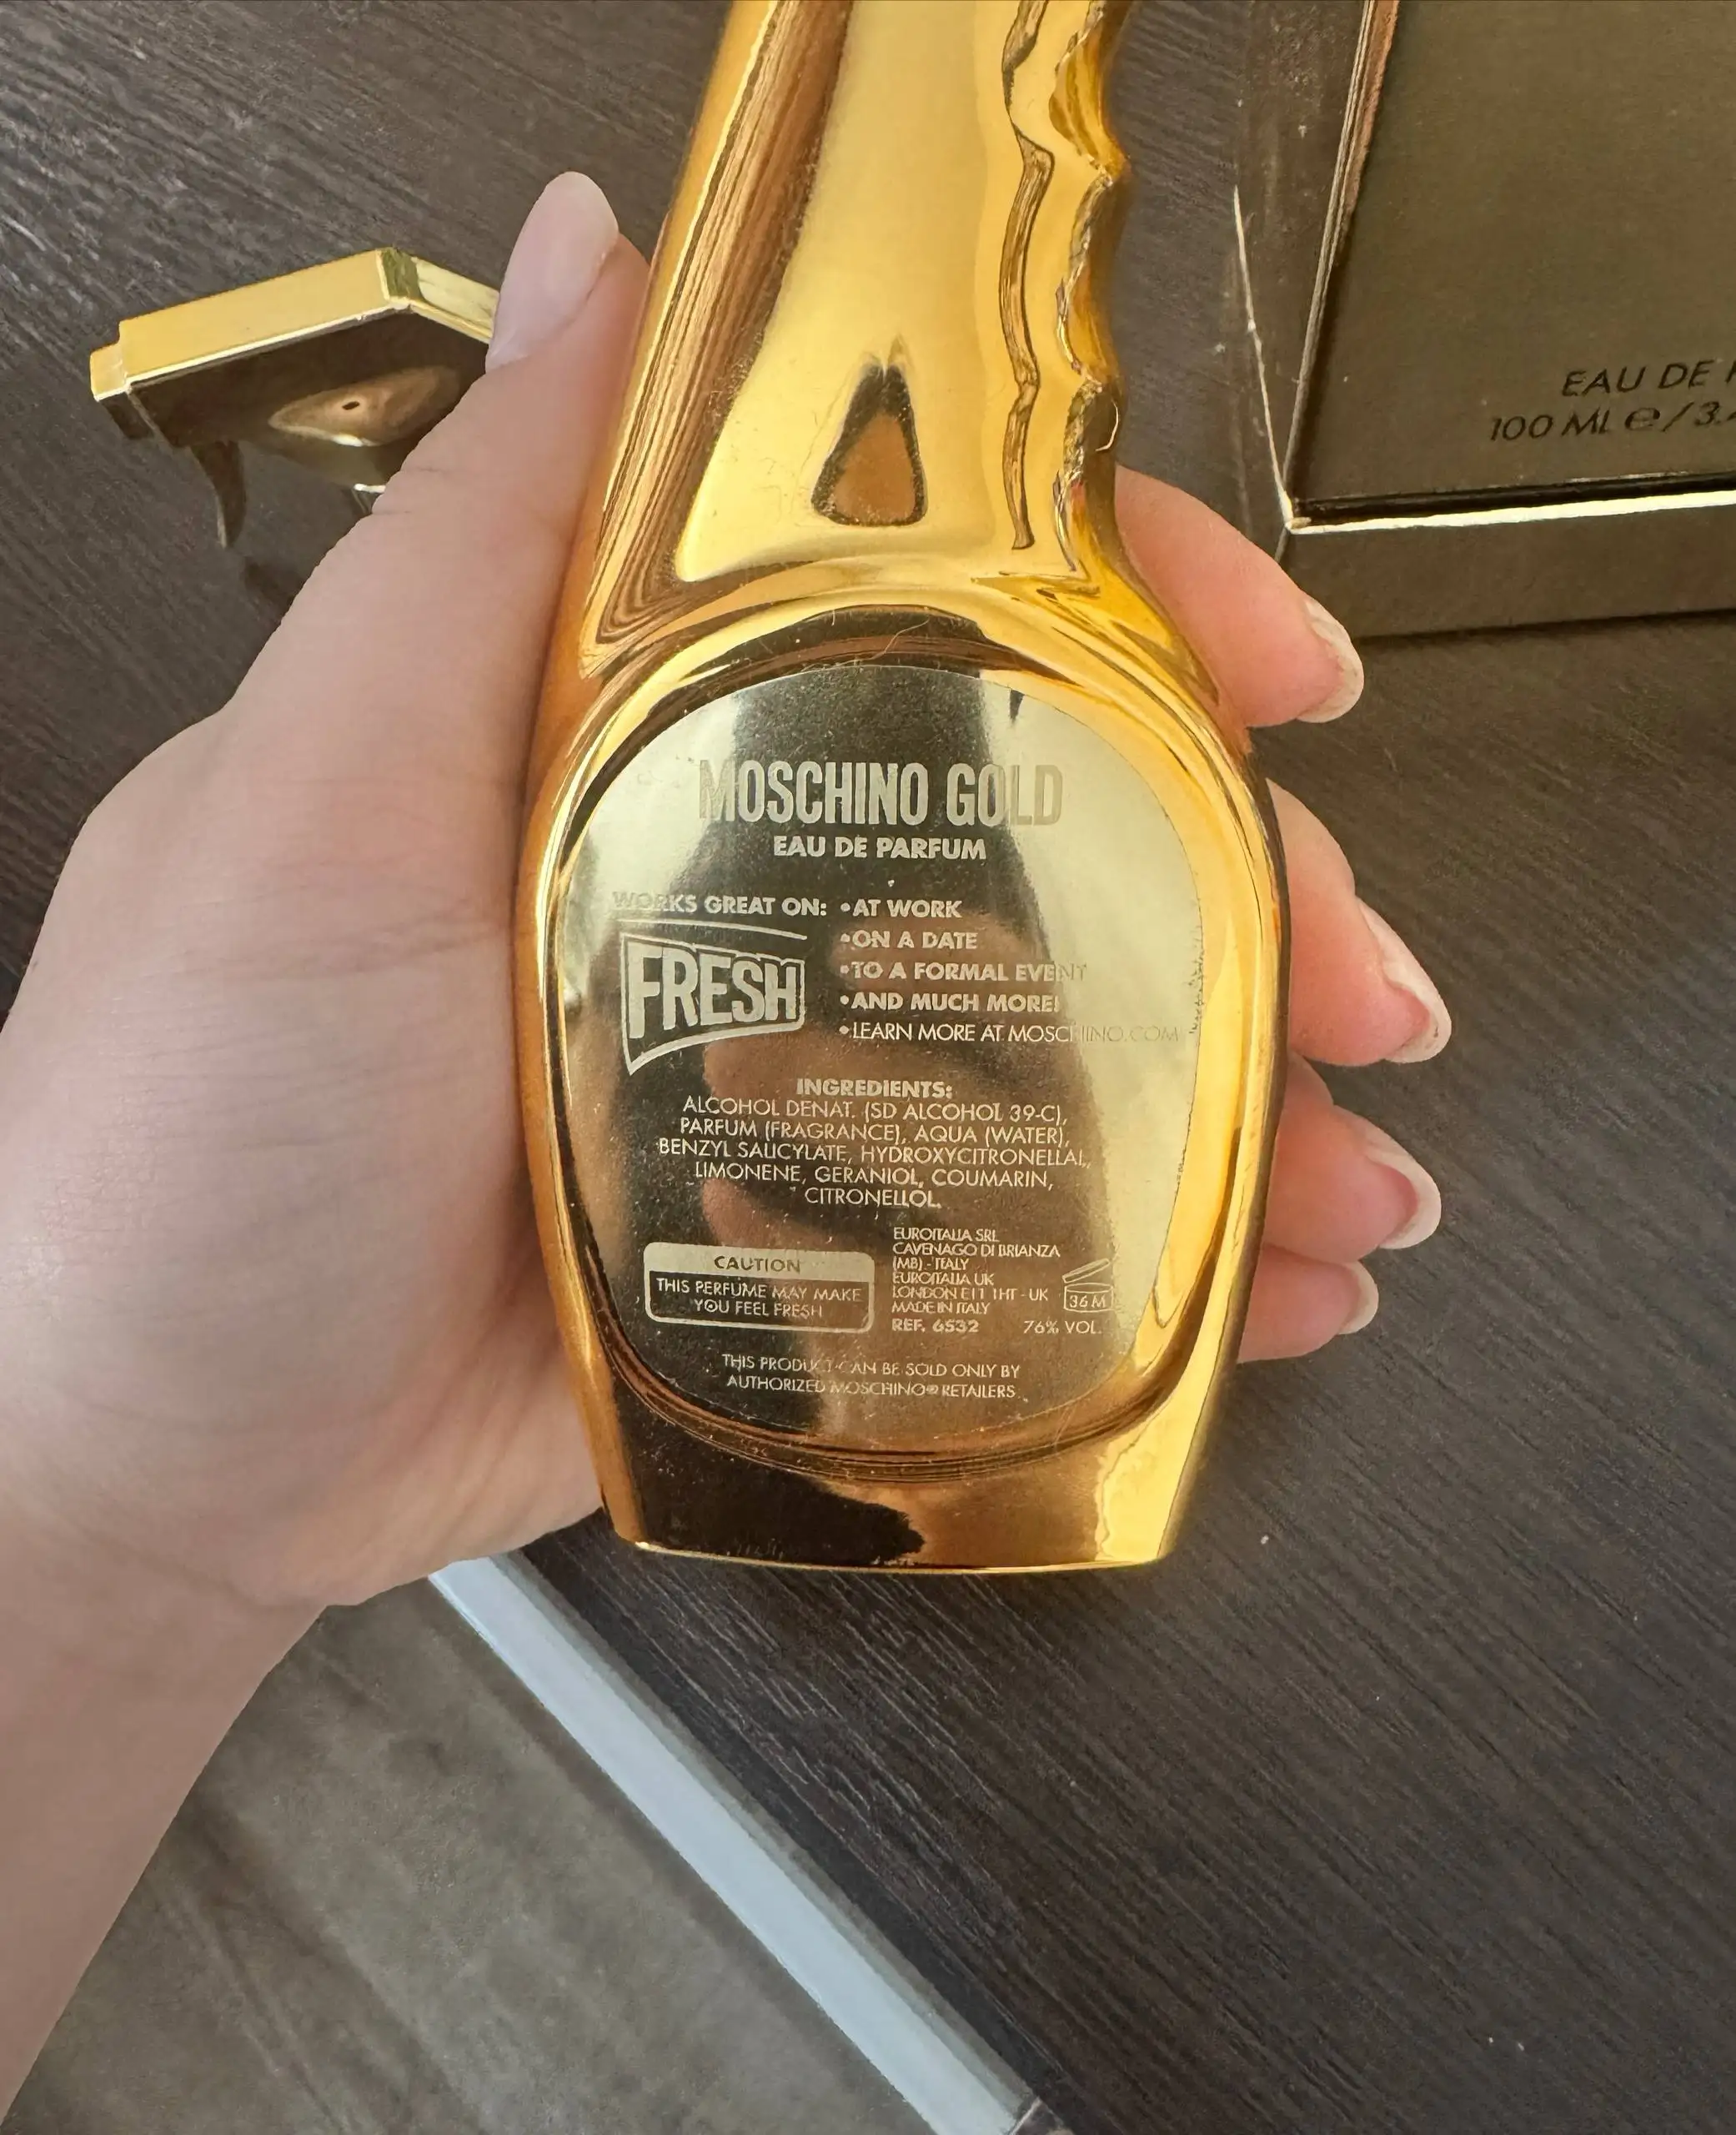 EAU DE
100 ML e / 3.
MOSCHINO GOLD
EAU DE PARFUM
WORKS GREAT ON:
FRESH
• AT WORK
• ON A DATE
• TO A FORMAL EVENT
• AND MUCH MORE!
• LEARN MORE AT MOSCHINO.COM
INGREDIENTS:
ALCOHOL DENAT. (SD ALCOHOL 39-C),
PARFUM (FRAGRANCE), AQUA (WATER),
BENZYL SALICYLATE, HYDROXYCITRONELLAL,
LIMONENE, GERANIOL, COUMARIN,
CITRONELLOL.
CAUTION
THIS PERFUME MAY MAKE
YOU FEEL FRESH
EUROITALIA SRL
CAVENAGO DI BRIANZA
(MB) - ITALY
EUROITALIA UK
LONDON E11 1HT - UK
MADE IN ITALY
REF. 6532
36 M
76% VOL.
THIS PRODUCT CAN BE SOLD ONLY BY
AUTHORIZED MOSCHINO® RETAILERS.